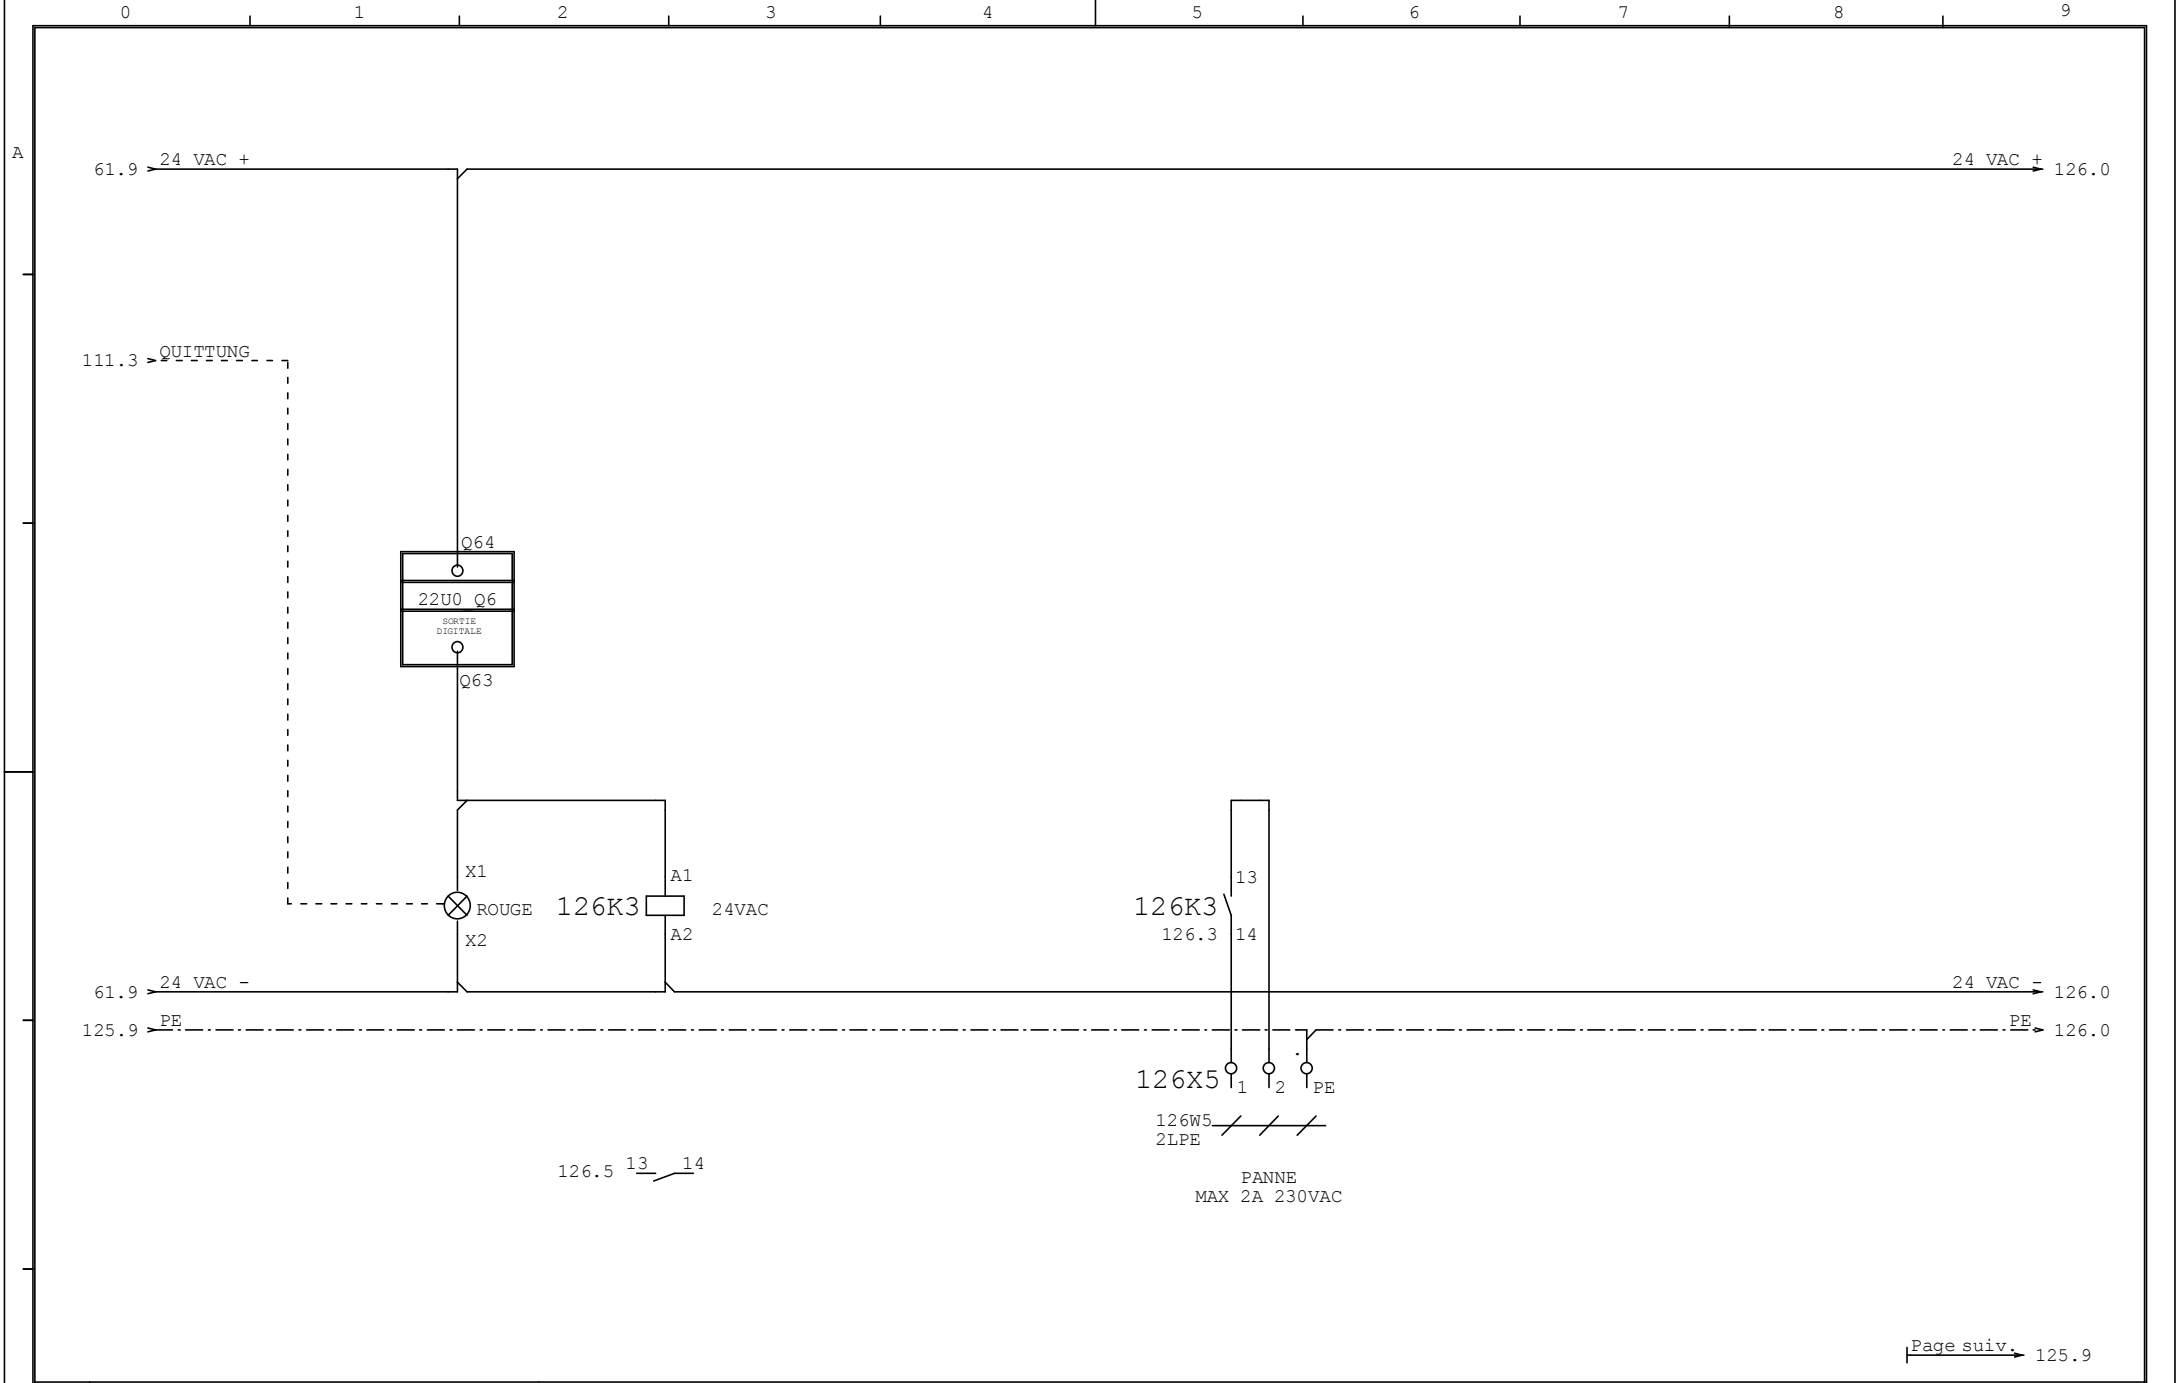 0 1 2 3 4 5 6 7 8 9
A
24 VAC + 24 VAC +
61.9 126.0
QUITTUNG
111.3
Q64
22U0_Q6
SORTIE
DIGITALE
Q63
X1
A1
13
126K3
ROUGE
24VAC
126K3
X2
A2
126.3
14
24 VAC - 24 VAC -
61.9 126.0
PE PE
125.9 126.0
126X5 1 2 PE
126W5
2LPE
126.5 13 14
PANNE
MAX 2A 230VAC
Page suiv.
125.9